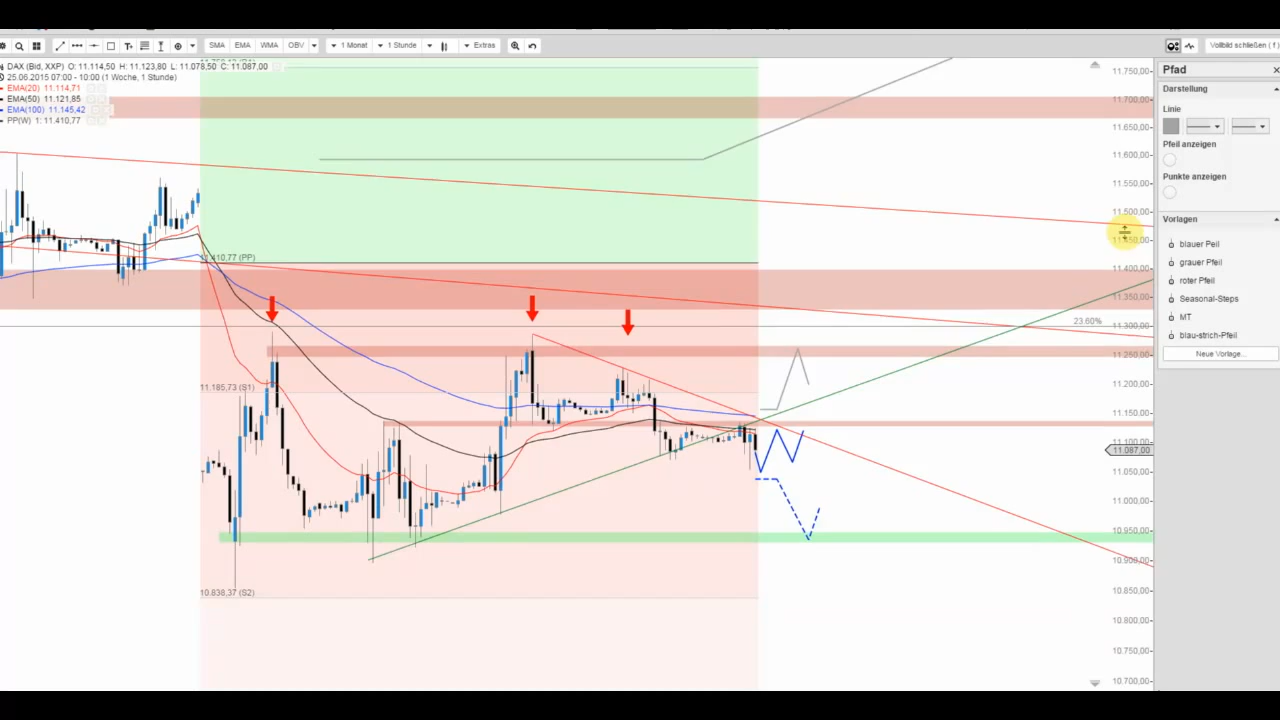 SMA EMA WMA OBV 1 Monat 1 Stunde Extras Vollbild schließen ( f )
DAX (Bid, XXP) O: 11.114,50 H: 11.123,80 L: 11.078,50 C: 11.087,00
25.06.2015 07:00 - 10:00 (1 Woche, 1 Stunde)
EMA(20) 11.114,71
EMA(50) 11.121,85
EMA(100) 11.145,42
PP(W) 1: 11.410,77
11.410,77 (PP)
11.185,73 (S1)
10.838,37 (S2)
23.60%
11.750,00
11.700,00
11.650,00
11.600,00
11.550,00
11.500,00
11.450,00
11.400,00
11.350,00
11.300,00
11.250,00
11.200,00
11.150,00
11.100,00
11.087,00
11.050,00
11.000,00
10.950,00
10.900,00
10.850,00
10.800,00
10.750,00
10.700,00
Pfad
Darstellung
Linie
Pfeil anzeigen
Punkte anzeigen
Vorlagen
blauer Peil
grauer Pfeil
roter Pfeil
Seasonal-Steps
MT
blau-strich-Pfeil
Neue Vorlage...